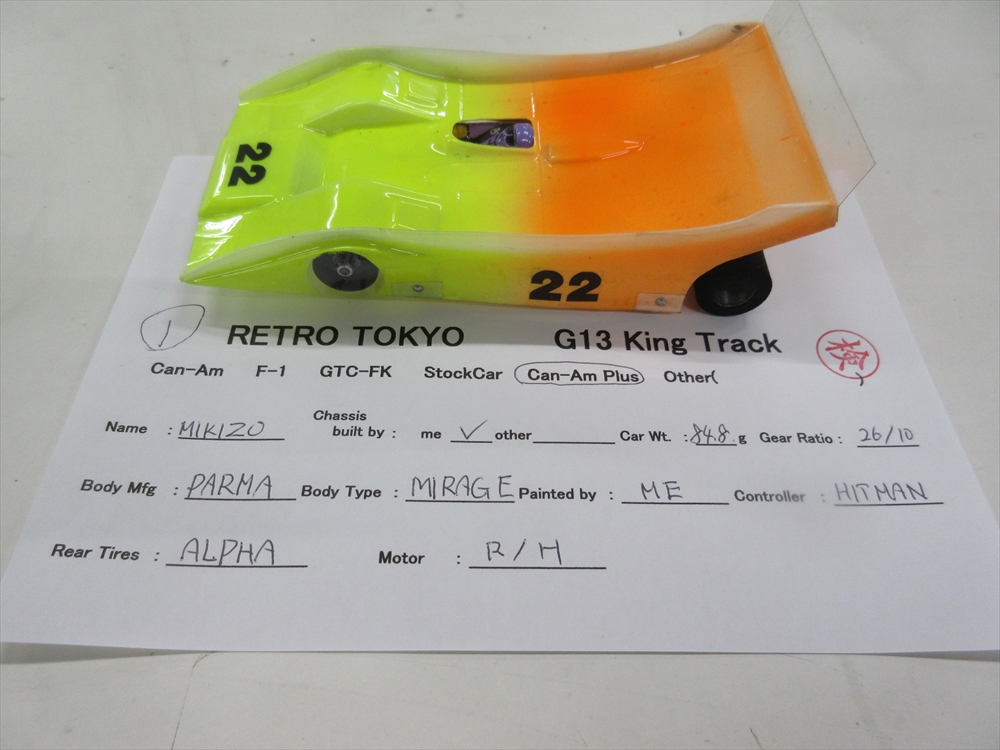 22
22
① RETRO TOKYO G13 King Track 検
Can-Am F-1 GTC-FK StockCar Can-Am Plus Other( )
Name : MIKIZO Chassis built by : me ✓ other Car Wt. : 84.8 g Gear Ratio : 26/10
Body Mfg : PARMA Body Type : MIRAGE Painted by : ME Controller : HITMAN
Rear Tires : ALPHA Motor : R/H